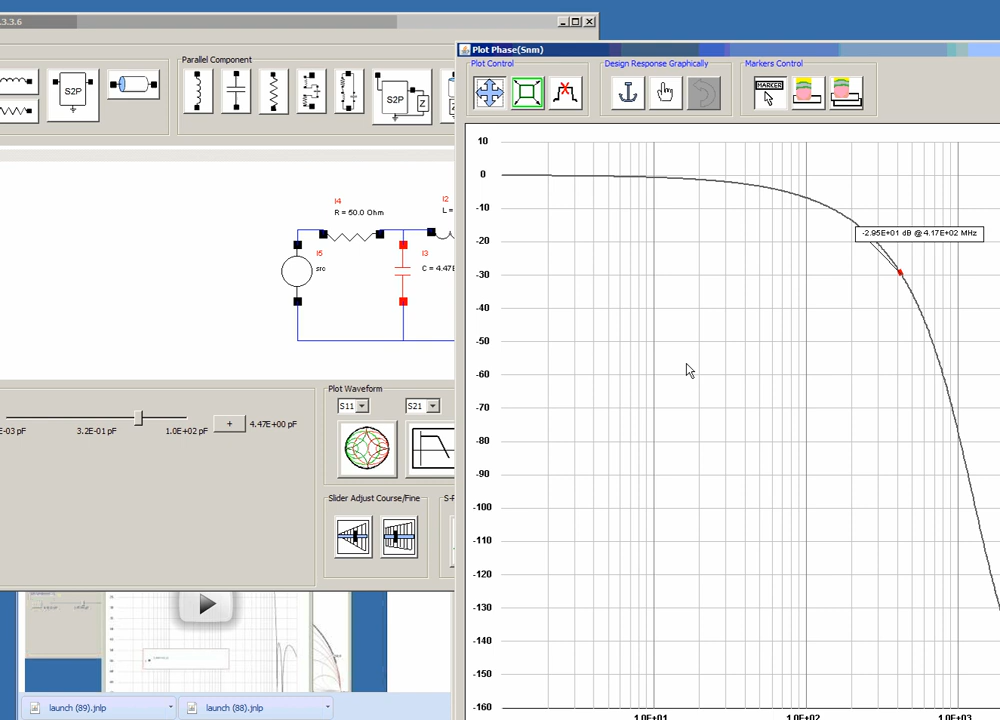 .3.3.6
Parallel Component
S2P
S2P
Z
I4
R = 50.0 Ohm
I2
L =
I5
src
I3
C = 4.47E
E-03 pF
3.2E-01 pF
1.0E+02 pF
+
4.47E+00 pF
Plot Waveform
S11
S21
Slider Adjust Course/Fine
S-P
launch (89).jnlp
launch (88).jnlp
Plot Phase(Snm)
Plot Control
Design Response Graphically
Markers Control
MARKER
10
0
-10
-20
-30
-40
-50
-60
-70
-80
-90
-100
-110
-120
-130
-140
-150
-160
-2.95E+01 dB @ 4.17E+02 MHz
1.0E+01
1.0E+02
1.0E+03